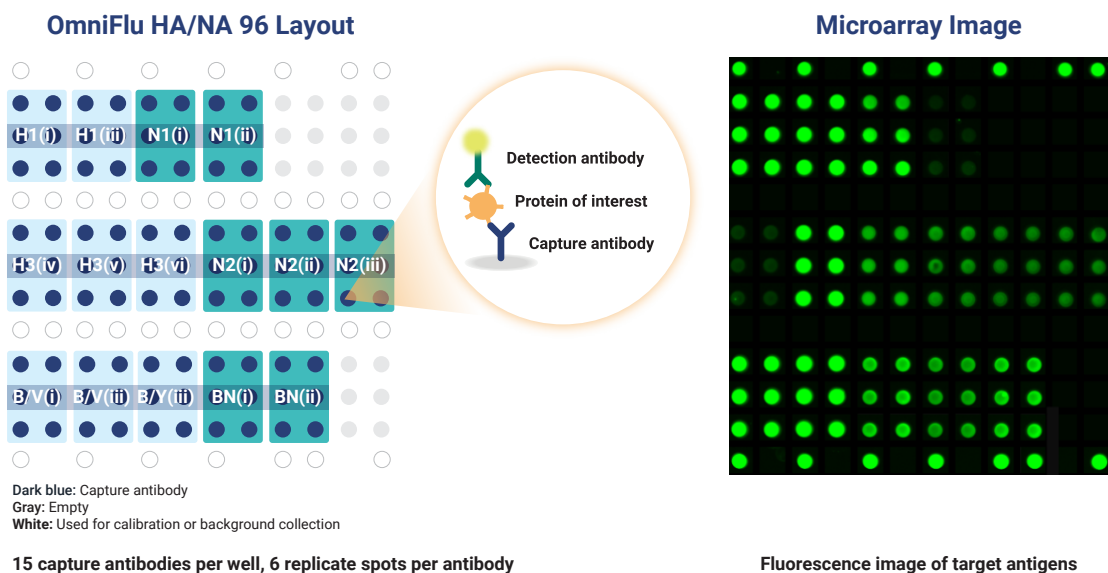 OmniFlu HA/NA 96 Layout
Microarray Image
H1(i) H1(iii) N1(i) N1(ii)
Detection antibody
Protein of interest
Capture antibody
H3(iv) H3(v) H3(vi) N2(i) N2(ii) N2(iii)
B/V(i) B/V(iii) B/Y(iii) BN(i) BN(ii)
Dark blue: Capture antibody
Gray: Empty
White: Used for calibration or background collection
15 capture antibodies per well, 6 replicate spots per antibody
Fluorescence image of target antigens